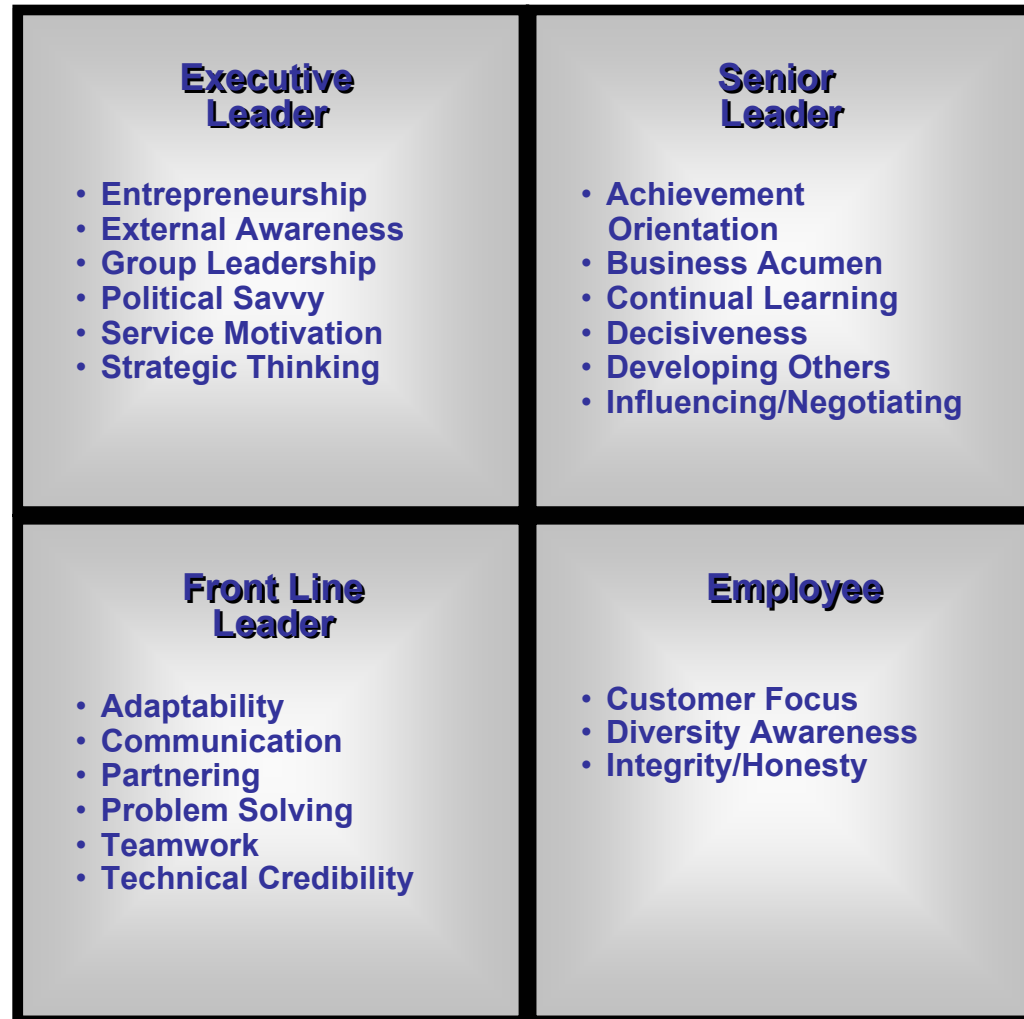 Executive
Leader
• Entrepreneurship
• External Awareness
• Group Leadership
• Political Savvy
• Service Motivation
• Strategic Thinking
Senior
Leader
• Achievement
Orientation
• Business Acumen
• Continual Learning
• Decisiveness
• Developing Others
• Influencing/Negotiating
Front Line
Leader
• Adaptability
• Communication
• Partnering
• Problem Solving
• Teamwork
• Technical Credibility
Employee
• Customer Focus
• Diversity Awareness
• Integrity/Honesty